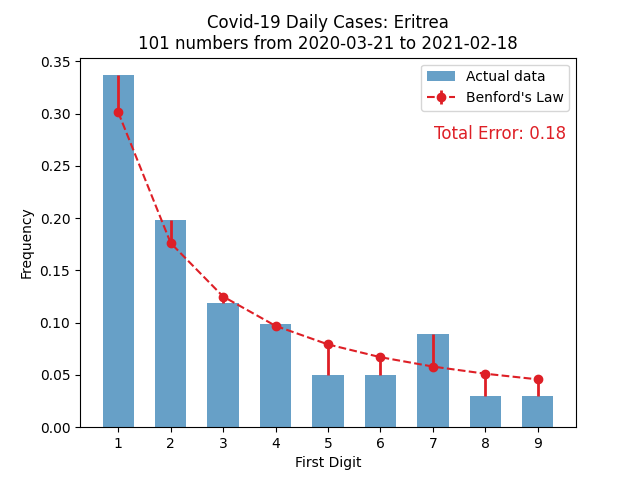 Covid-19 Daily Cases: Eritrea
101 numbers from 2020-03-21 to 2021-02-18
Actual data
Benford's Law
Total Error: 0.18
Frequency
0.35
0.30
0.25
0.20
0.15
0.10
0.05
0.00
1 2 3 4 5 6 7 8 9
First Digit